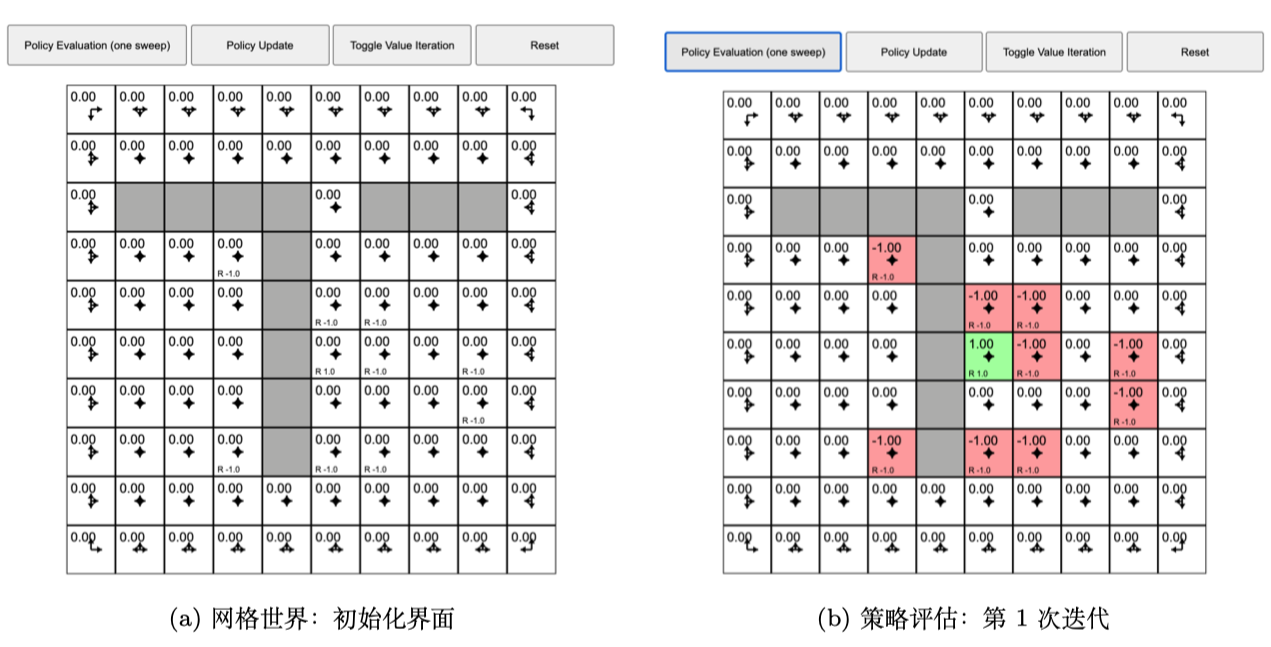 Policy Evaluation (one sweep) Policy Update Toggle Value Iteration Reset
0.00 0.00 0.00 0.00 0.00 0.00 0.00 0.00 0.00 0.00
0.00 0.00 0.00 0.00 0.00 0.00 0.00 0.00 0.00 0.00
0.00 0.00 0.00
0.00 0.00 0.00 0.00 0.00 0.00 0.00 0.00 0.00
R -1.0
0.00 0.00 0.00 0.00 0.00 0.00 0.00 0.00 0.00
R -1.0 R -1.0
0.00 0.00 0.00 0.00 0.00 0.00 0.00 0.00 0.00
R 1.0 R -1.0 R -1.0
0.00 0.00 0.00 0.00 0.00 0.00 0.00 0.00 0.00
R -1.0
0.00 0.00 0.00 0.00 0.00 0.00 0.00 0.00 0.00
R -1.0 R -1.0 R -1.0
0.00 0.00 0.00 0.00 0.00 0.00 0.00 0.00 0.00 0.00
0.00 0.00 0.00 0.00 0.00 0.00 0.00 0.00 0.00 0.00
(a) 网格世界：初始化界面
Policy Evaluation (one sweep) Policy Update Toggle Value Iteration Reset
0.00 0.00 0.00 0.00 0.00 0.00 0.00 0.00 0.00 0.00
0.00 0.00 0.00 0.00 0.00 0.00 0.00 0.00 0.00 0.00
0.00 0.00 0.00
0.00 0.00 0.00 -1.00 0.00 0.00 0.00 0.00 0.00
R -1.0
0.00 0.00 0.00 0.00 -1.00 -1.00 0.00 0.00 0.00
R -1.0 R -1.0
0.00 0.00 0.00 0.00 1.00 -1.00 0.00 -1.00 0.00
R 1.0 R -1.0 R -1.0
0.00 0.00 0.00 0.00 0.00 0.00 0.00 -1.00 0.00
R -1.0
0.00 0.00 0.00 -1.00 -1.00 -1.00 0.00 0.00 0.00
R -1.0 R -1.0 R -1.0
0.00 0.00 0.00 0.00 0.00 0.00 0.00 0.00 0.00 0.00
0.00 0.00 0.00 0.00 0.00 0.00 0.00 0.00 0.00 0.00
(b) 策略评估：第 1 次迭代